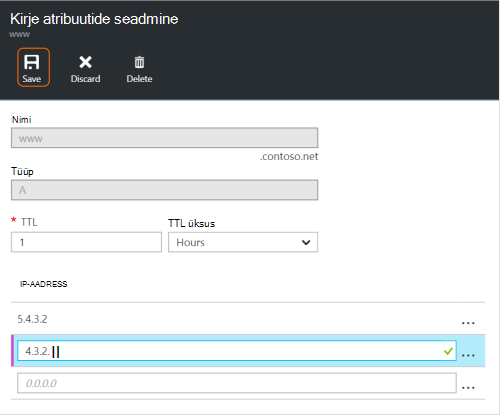 Kirje atribuutide seadmine
www
Save Discard Delete
Nimi
www
.contoso.net
Tüüp
A
* TTL TTL üksus
1 Hours
IP-AADRESS
5.4.3.2 ...
4.3.2. ...
0.0.0.0 ...